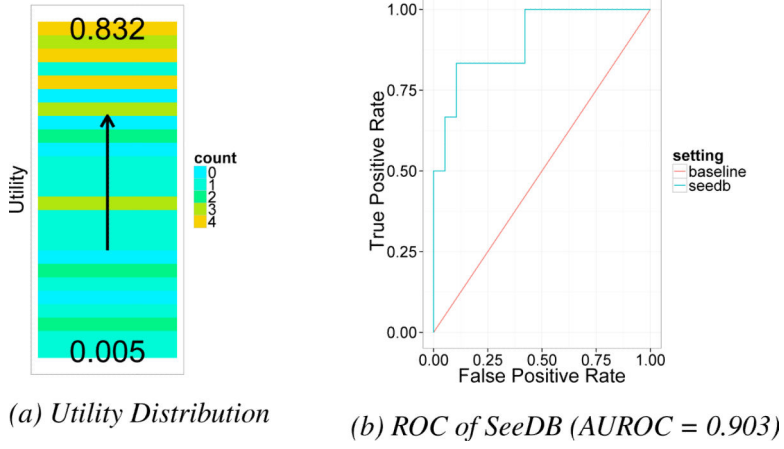 0.832
Utility
0.005
count
0
1
2
3
4
(a) Utility Distribution
1.00
0.75
0.50
0.25
0.00
True Positive Rate
0.00 0.25 0.50 0.75 1.00
False Positive Rate
setting
baseline
seedb
(b) ROC of SeeDB (AUROC = 0.903)